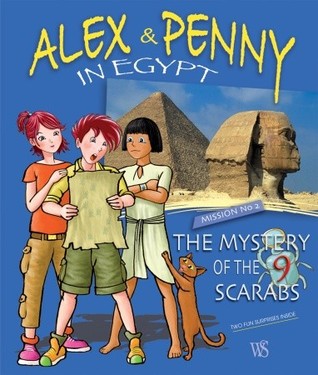 ALEX & PENNY
IN EGYPT
MISSION NO 2
THE MYSTERY
OF THE 9
SCARABS
TWO FUN SURPRISES INSIDE
WS